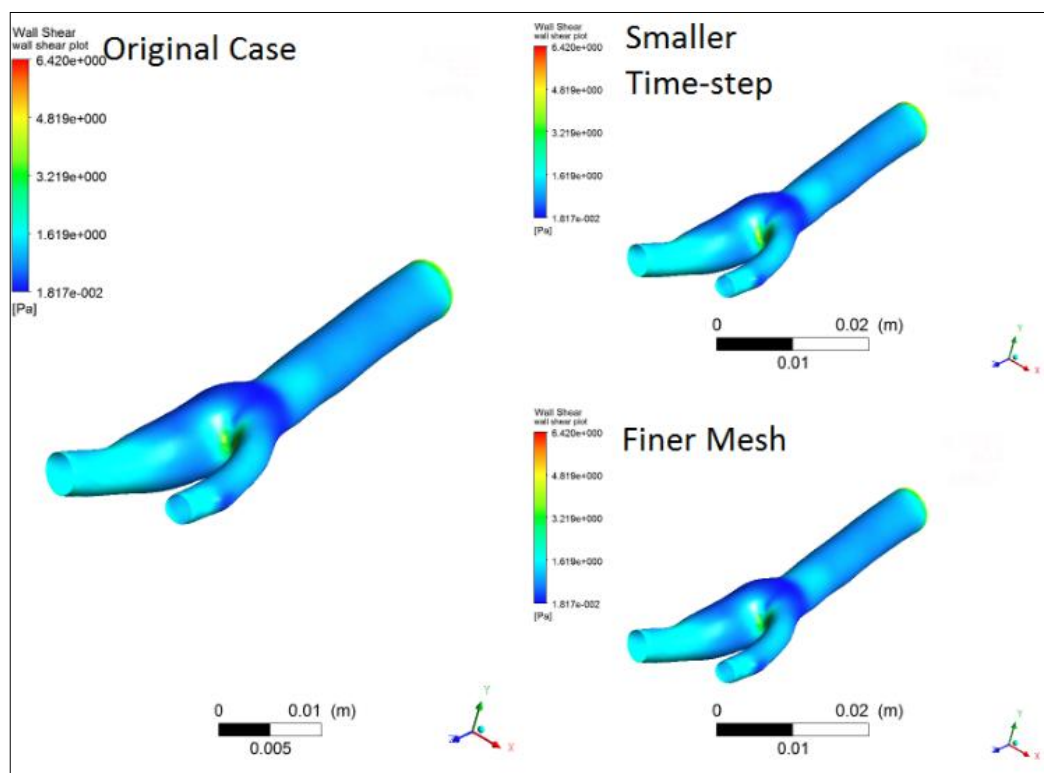 Wall Shear
wall shear plot
Original Case
6.420e+000
4.819e+000
3.219e+000
1.619e+000
1.817e-002
[Pa]
0 0.01 (m)
0.005
Y
Z X
Wall Shear
wall shear plot
Smaller
Time-step
6.420e+000
4.819e+000
3.219e+000
1.619e+000
1.817e-002
[Pa]
0 0.02 (m)
0.01
Y
Z X
Wall Shear
wall shear plot
Finer Mesh
6.420e+000
4.819e+000
3.219e+000
1.619e+000
1.817e-002
[Pa]
0 0.02 (m)
0.01
Y
Z X